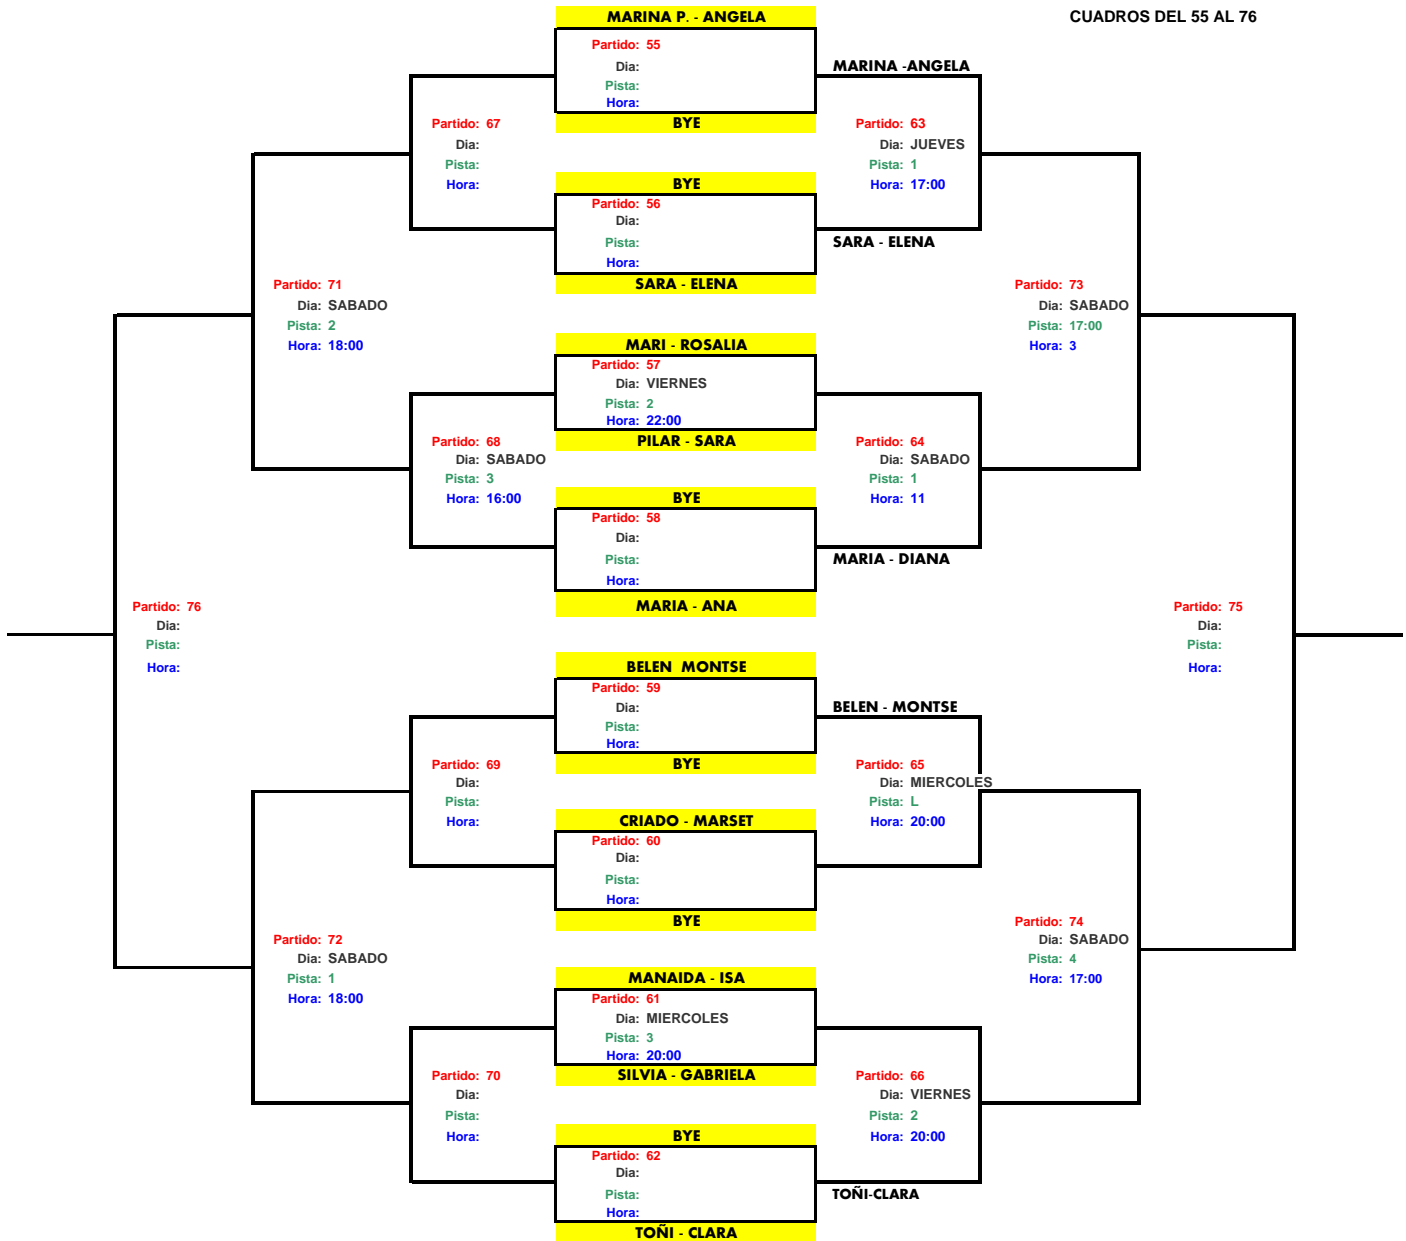 MARINA P. - ANGELA
CUADROS DEL 55 AL 76
Partido: 55
Dia:
Pista:
Hora:
BYE
MARINA -ANGELA
Partido: 67
Dia:
Pista:
Hora:
Partido: 63
Dia: JUEVES
Pista: 1
Hora: 17:00
BYE
Partido: 56
Dia:
Pista:
Hora:
SARA - ELENA
SARA - ELENA
Partido: 71
Dia: SABADO
Pista: 2
Hora: 18:00
Partido: 73
Dia: SABADO
Pista: 17:00
Hora: 3
MARI - ROSALIA
Partido: 57
Dia: VIERNES
Pista: 2
Hora: 22:00
PILAR - SARA
Partido: 68
Dia: SABADO
Pista: 3
Hora: 16:00
Partido: 64
Dia: SABADO
Pista: 1
Hora: 11
BYE
Partido: 58
Dia:
Pista:
Hora:
MARIA - ANA
MARIA - DIANA
Partido: 76
Dia:
Pista:
Hora:
Partido: 75
Dia:
Pista:
Hora:
BELEN  MONTSE
Partido: 59
Dia:
Pista:
Hora:
BYE
BELEN - MONTSE
Partido: 69
Dia:
Pista:
Hora:
Partido: 65
Dia: MIERCOLES
Pista: L
Hora: 20:00
CRIADO - MARSET
Partido: 60
Dia:
Pista:
Hora:
BYE
Partido: 72
Dia: SABADO
Pista: 1
Hora: 18:00
Partido: 74
Dia: SABADO
Pista: 4
Hora: 17:00
MANAIDA - ISA
Partido: 61
Dia: MIERCOLES
Pista: 3
Hora: 20:00
SILVIA - GABRIELA
Partido: 70
Dia:
Pista:
Hora:
Partido: 66
Dia: VIERNES
Pista: 2
Hora: 20:00
BYE
Partido: 62
Dia:
Pista:
Hora:
TOÑI - CLARA
TOÑI-CLARA